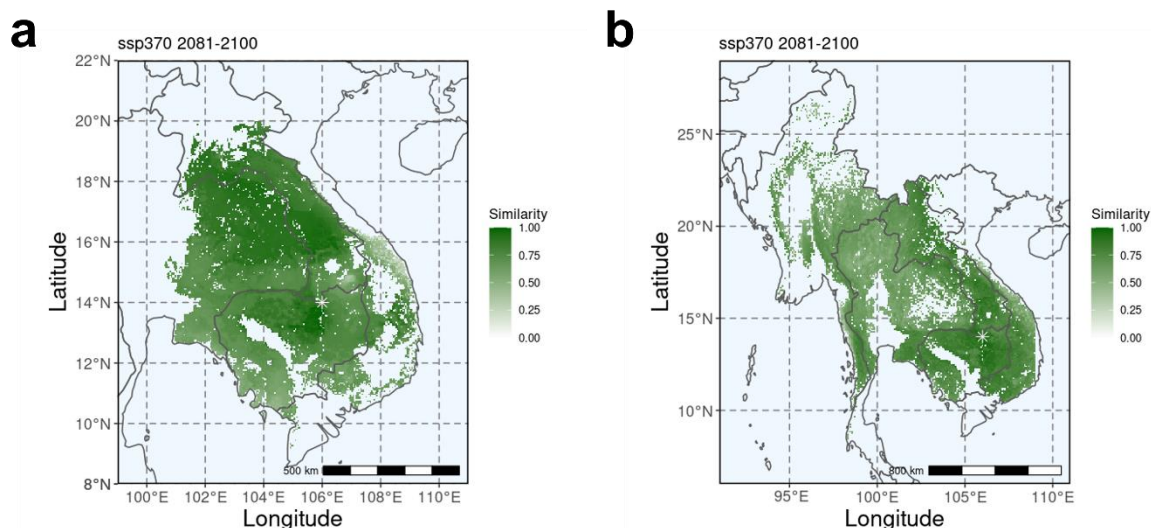 a
ssp370 2081-2100
22°N
20°N
18°N
16°N
14°N
12°N
10°N
8°N
Latitude
100°E 102°E 104°E 106°E 108°E 110°E
Longitude
500 km
Similarity
1.00
0.75
0.50
0.25
0.00
b
ssp370 2081-2100
25°N
20°N
15°N
10°N
Latitude
95°E 100°E 105°E 110°E
Longitude
800 km
Similarity
1.00
0.75
0.50
0.25
0.00